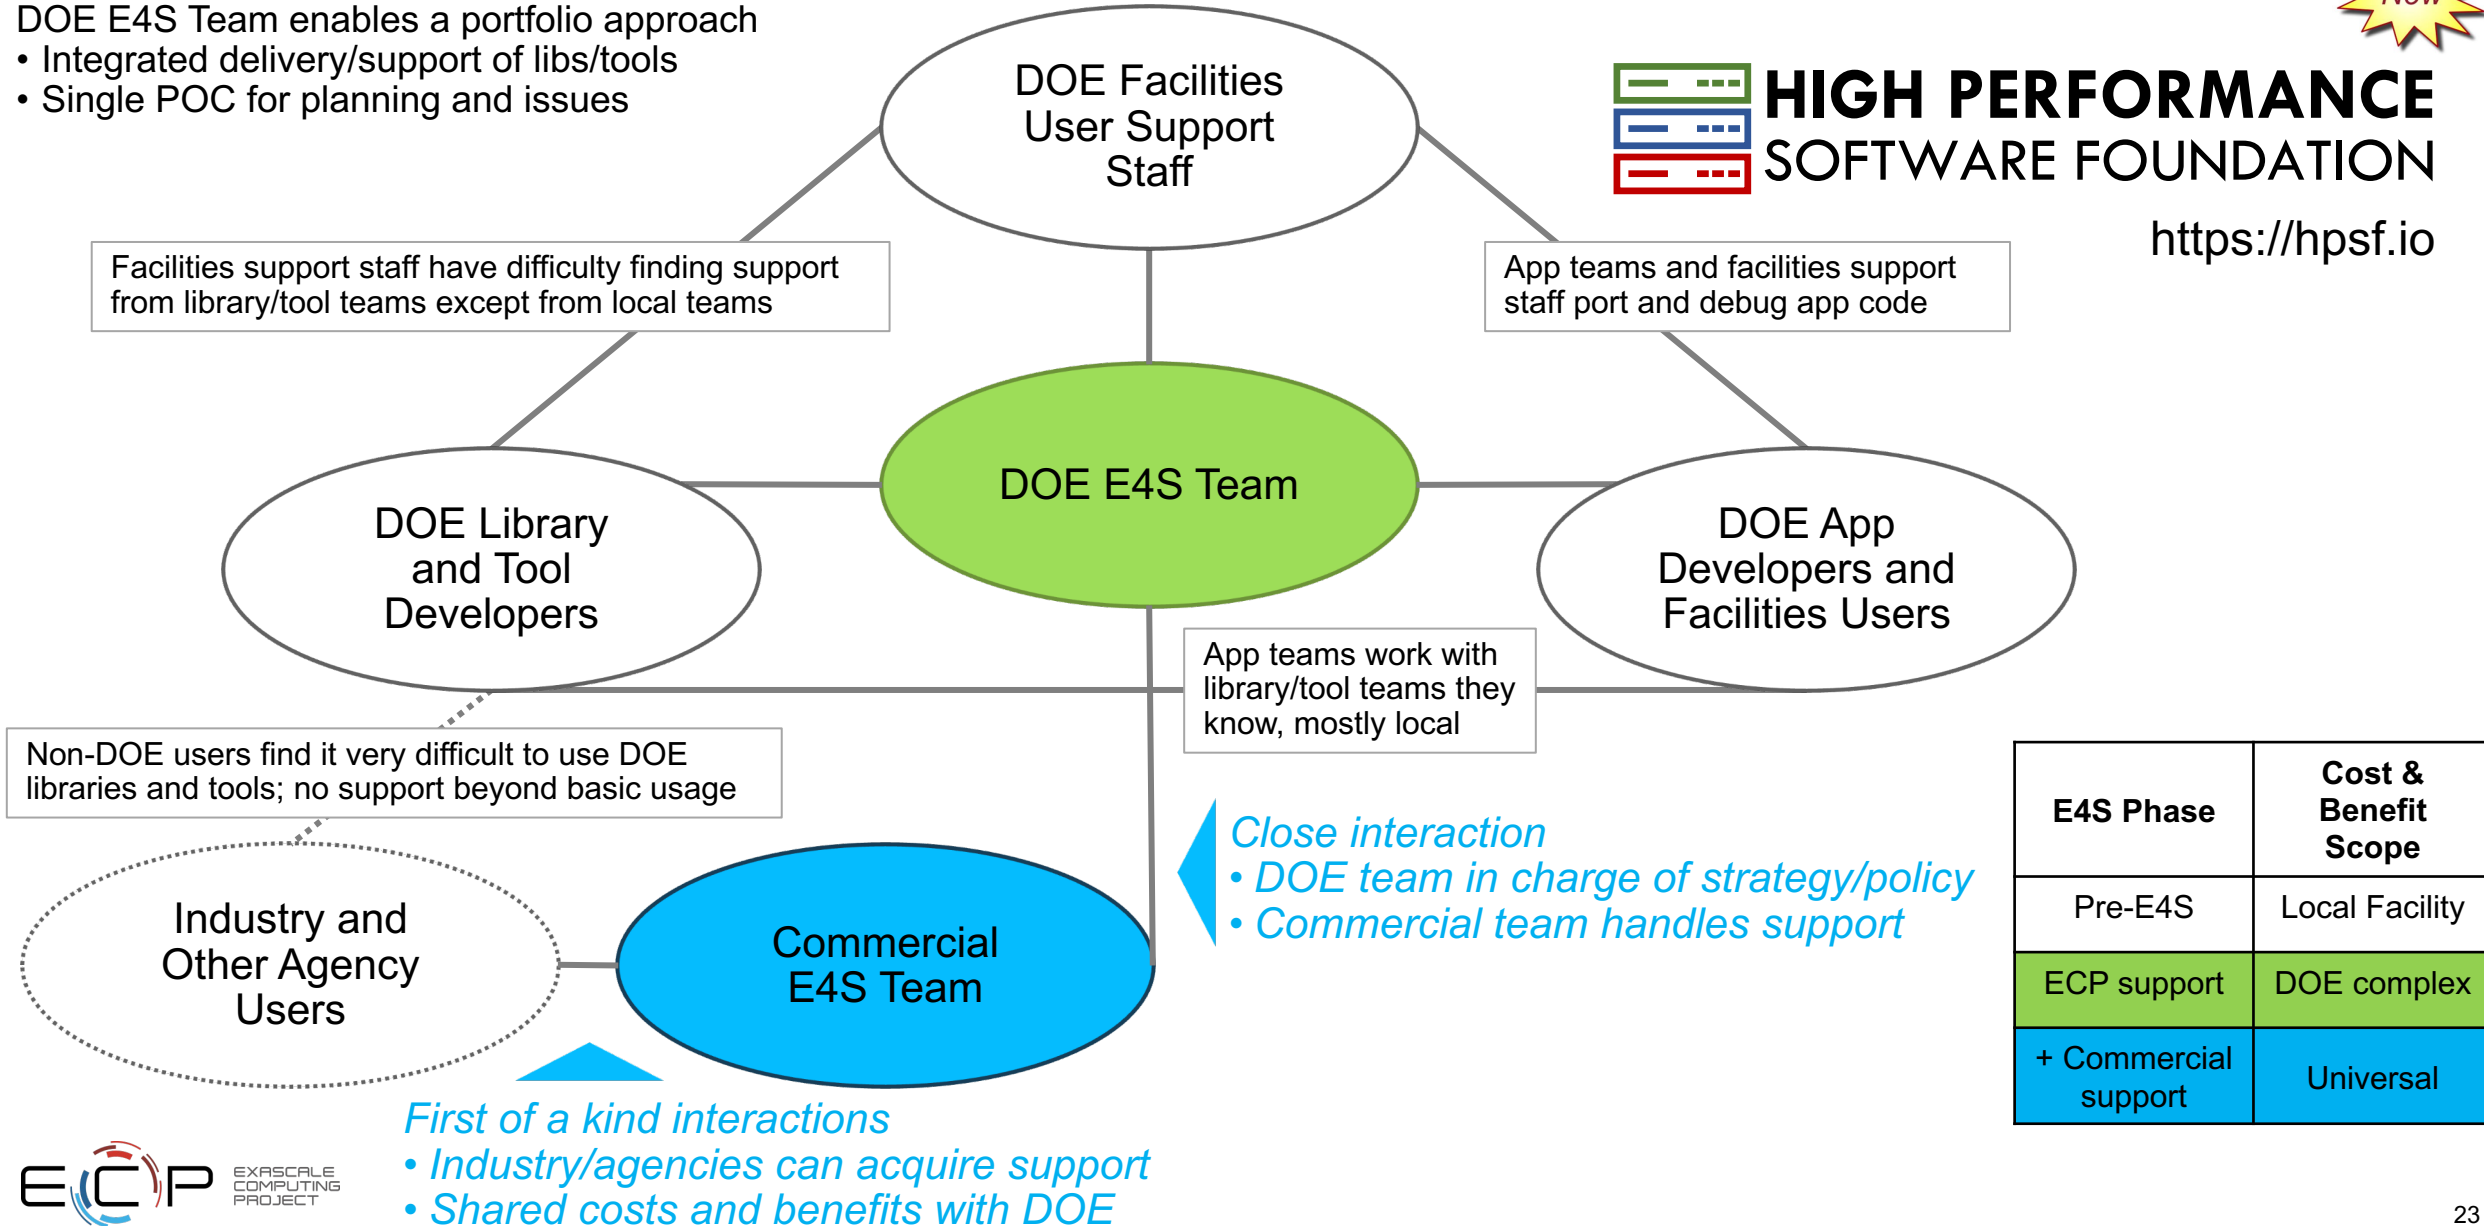 DOE E4S Team enables a portfolio approach
• Integrated delivery/support of libs/tools
• Single POC for planning and issues
New
HIGH PERFORMANCE
SOFTWARE FOUNDATION
https://hpsf.io
DOE Facilities
User Support
Staff
Facilities support staff have difficulty finding support
from library/tool teams except from local teams
App teams and facilities support
staff port and debug app code
DOE E4S Team
DOE Library
and Tool
Developers
DOE App
Developers and
Facilities Users
App teams work with
library/tool teams they
know, mostly local
Non-DOE users find it very difficult to use DOE
libraries and tools; no support beyond basic usage
Close interaction
• DOE team in charge of strategy/policy
• Commercial team handles support
Industry and
Other Agency
Users
Commercial
E4S Team
E4S Phase
Cost &
Benefit
Scope
Pre-E4S
Local Facility
ECP support
DOE complex
+ Commercial
support
Universal
First of a kind interactions
• Industry/agencies can acquire support
• Shared costs and benefits with DOE
ECP
EXASCALE
COMPUTING
PROJECT
23